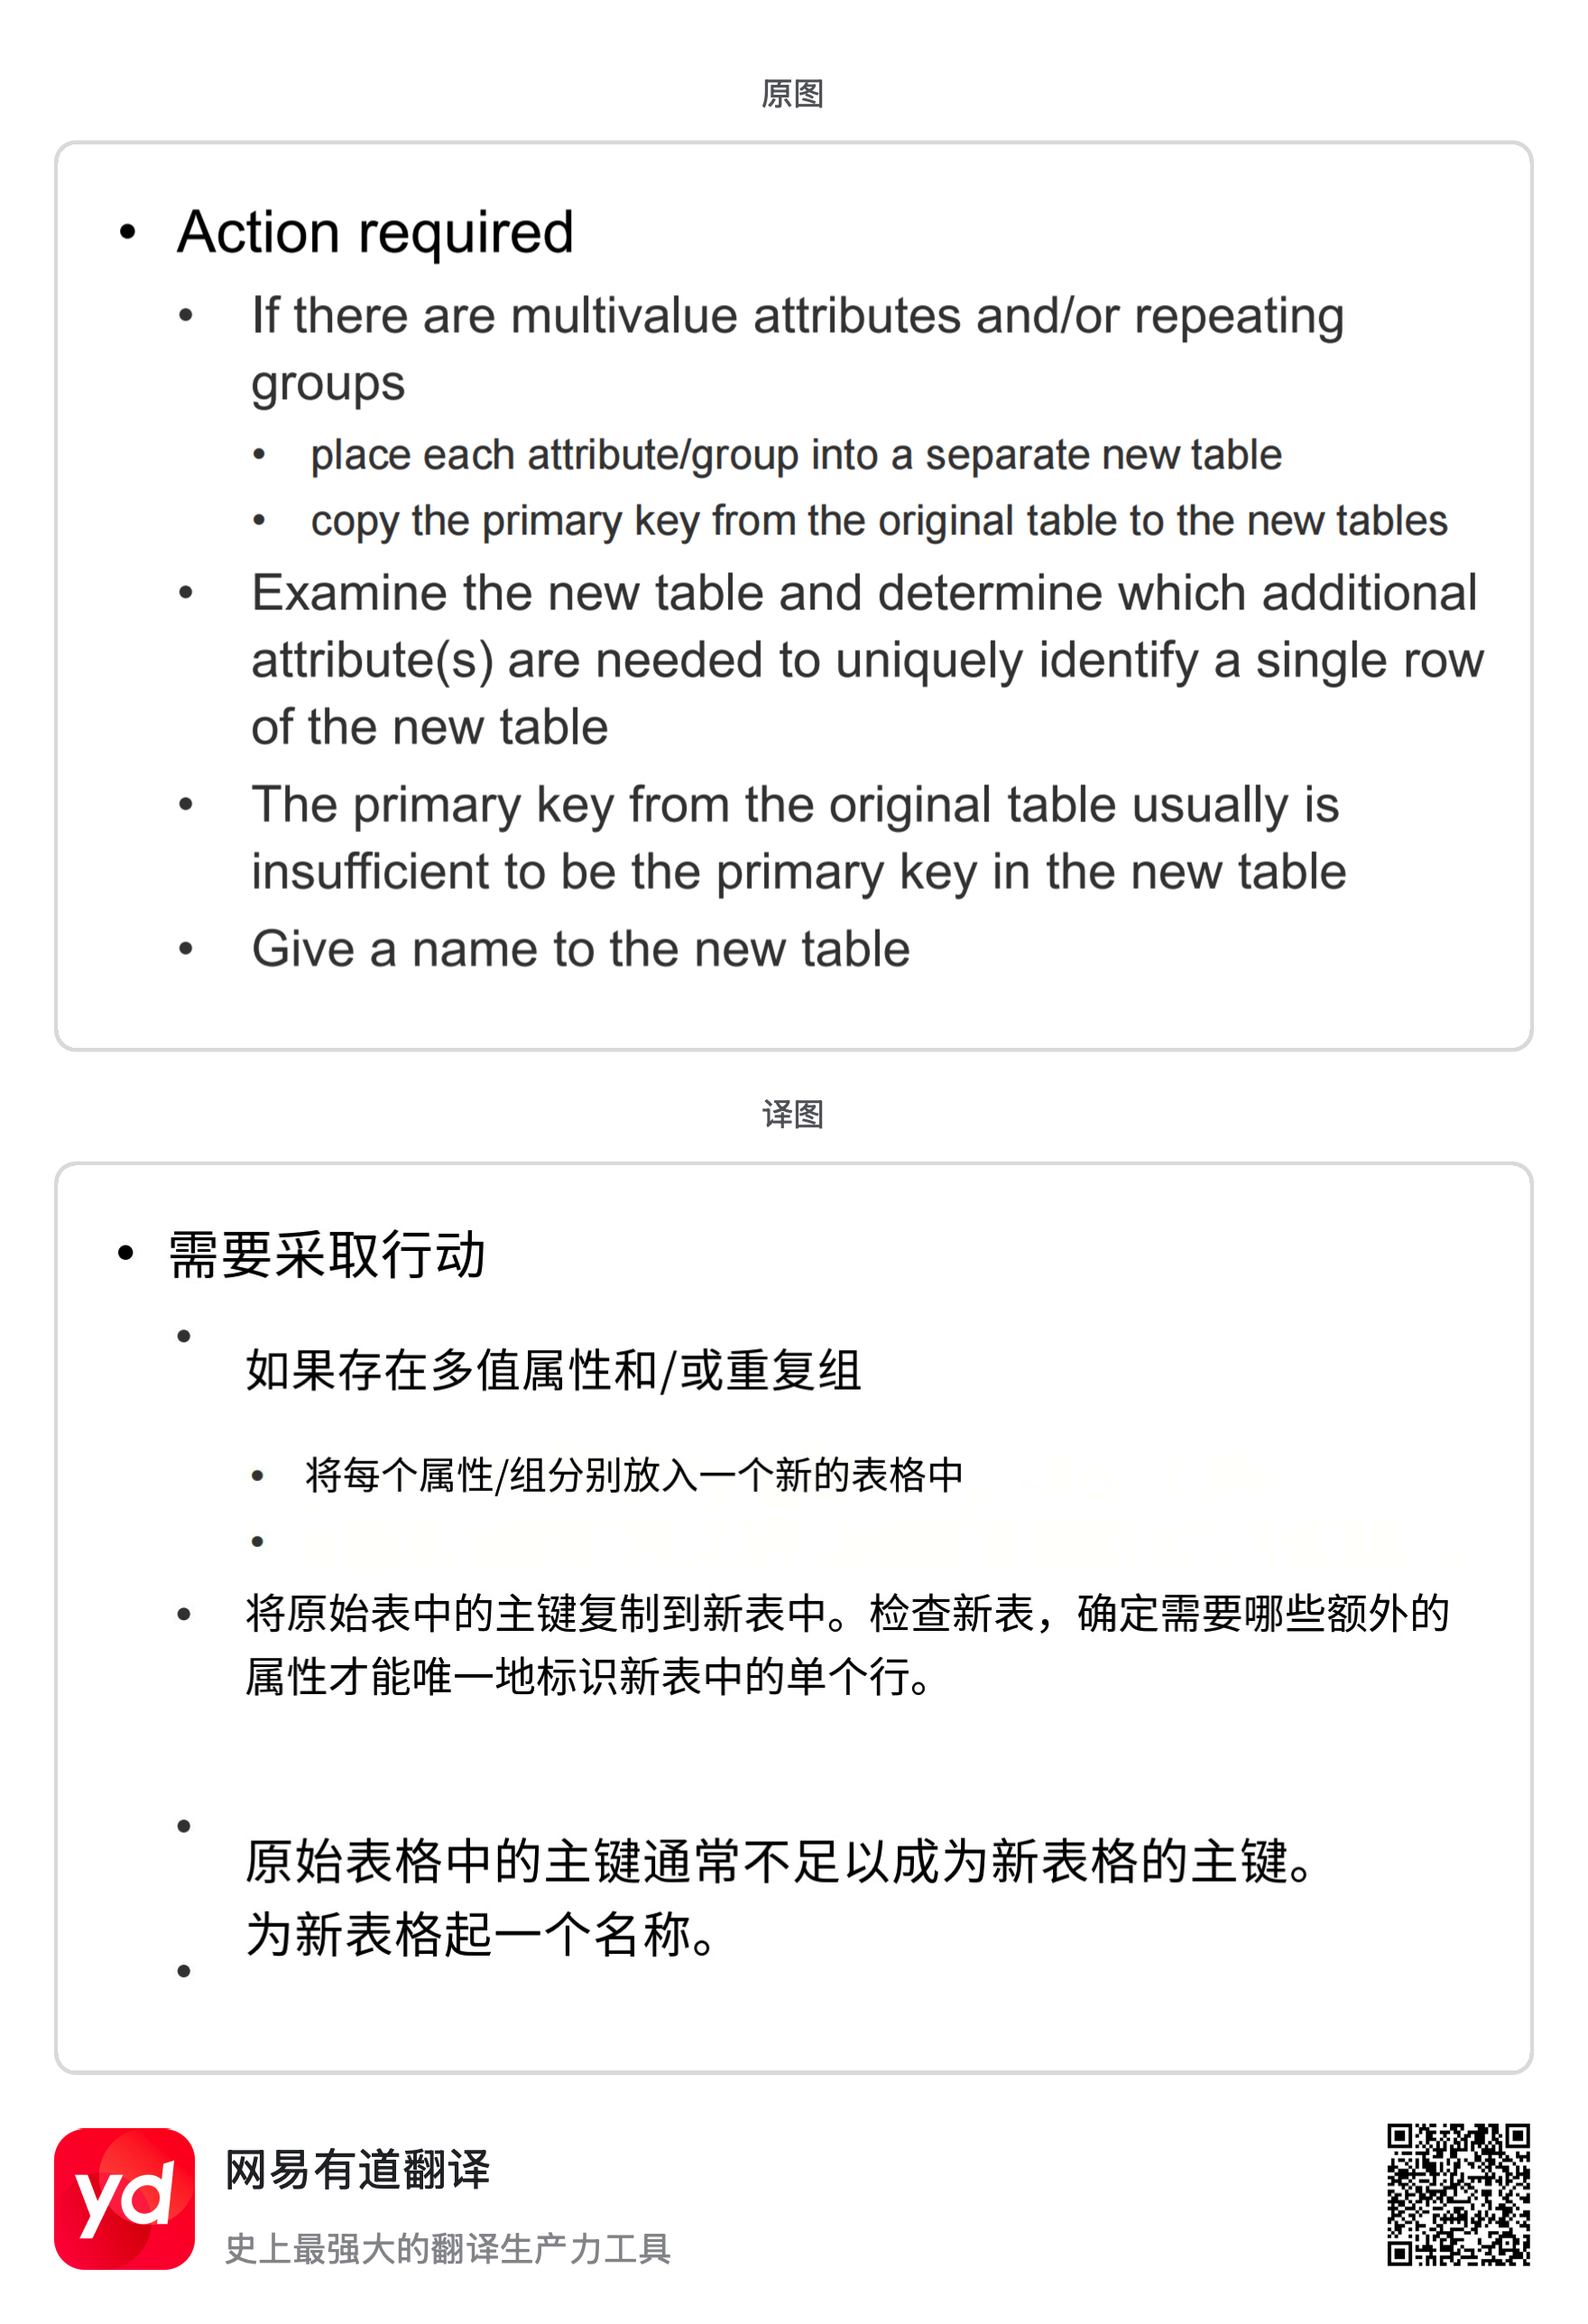 原图
• Action required
• If there are multivalue attributes and/or repeating
groups
• place each attribute/group into a separate new table
• copy the primary key from the original table to the new tables
• Examine the new table and determine which additional
attribute(s) are needed to uniquely identify a single row
of the new table
• The primary key from the original table usually is
insufficient to be the primary key in the new table
• Give a name to the new table
译图
• 需要采取行动
•
如果存在多值属性和/或重复组
• 将每个属性/组分别放入一个新的表格中
•
• 将原始表中的主键复制到新表中。检查新表，确定需要哪些额外的
属性才能唯一地标识新表中的单个行。
•
原始表格中的主键通常不足以成为新表格的主键。
为新表格起一个名称。
•
yd
网易有道翻译
史上最强大的翻译生产力工具